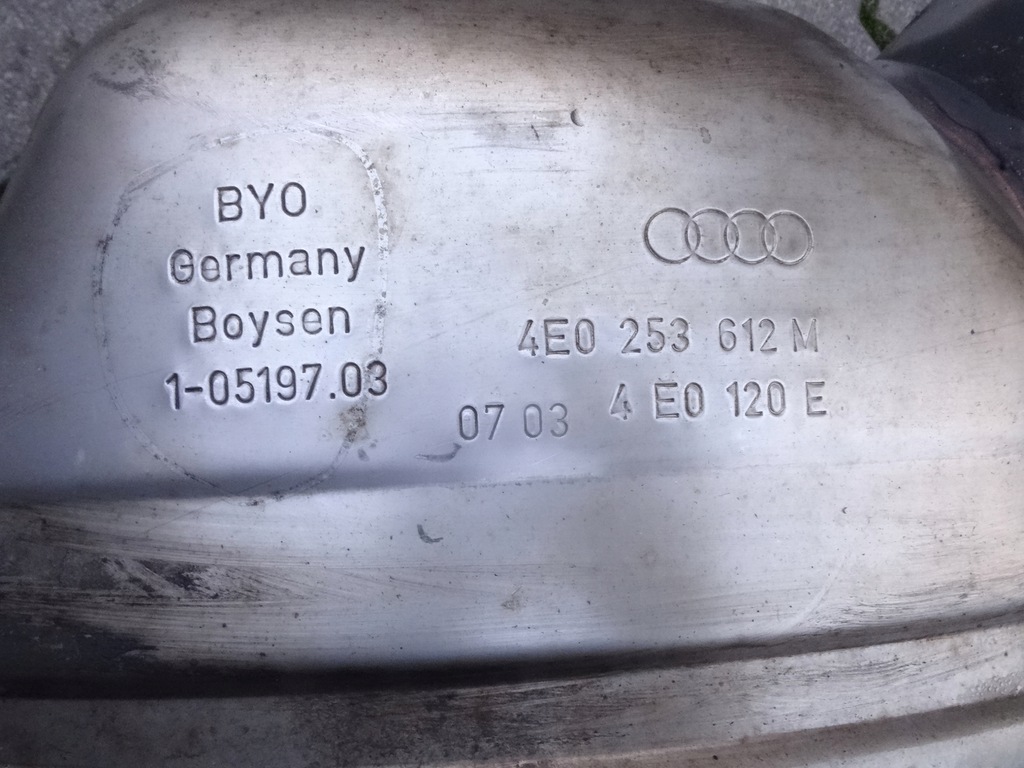 BYO
Germany
Boysen
1-05197.03
4E0 253 612 M
4 E0 120 E
07 03